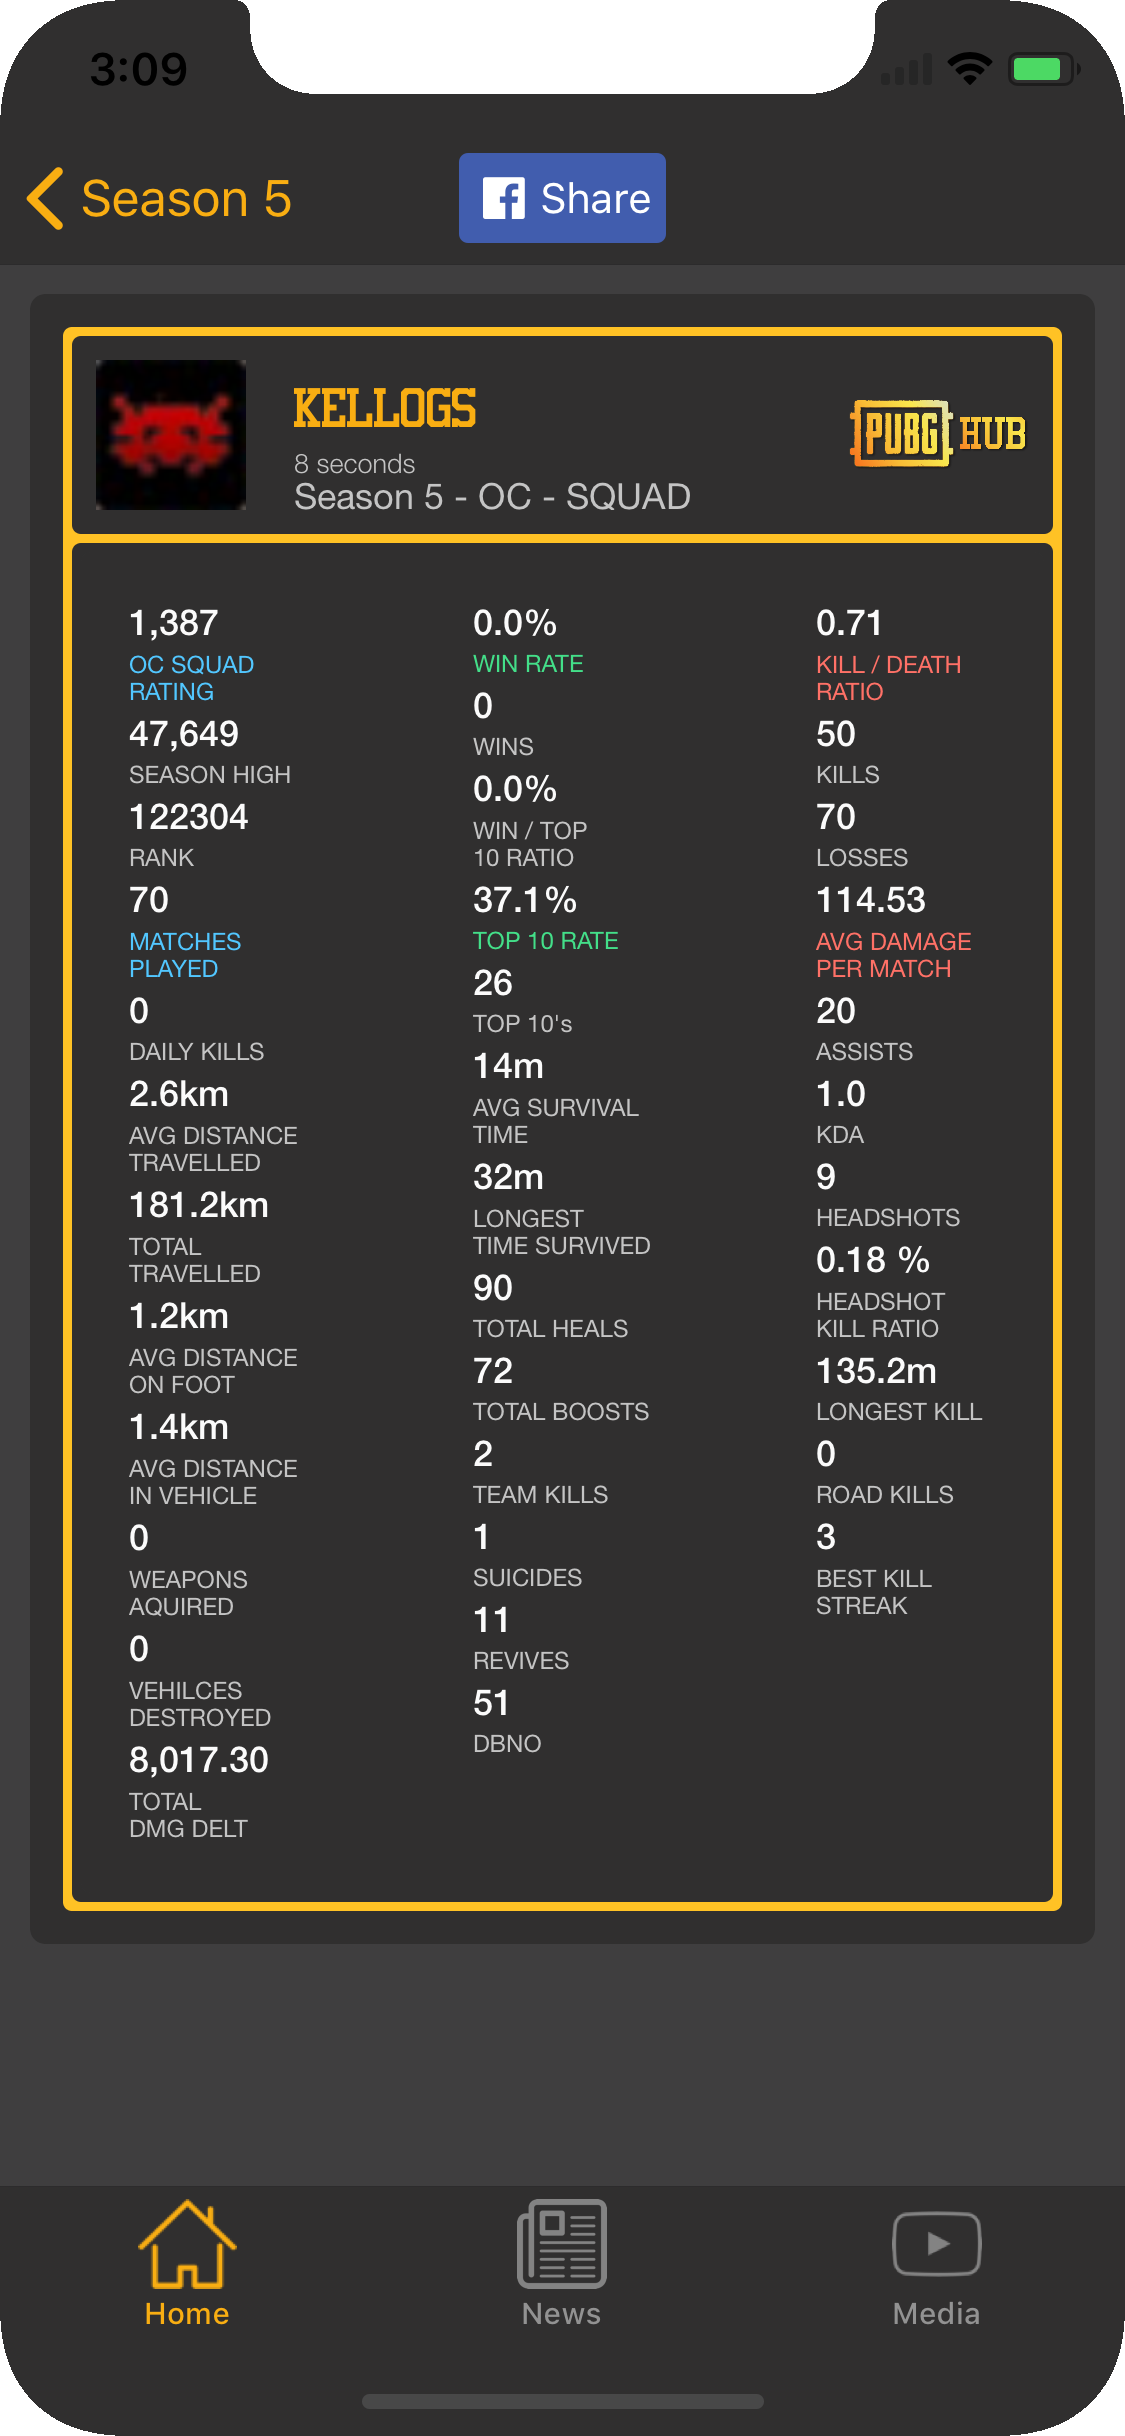 3:09
Season 5
Share
KELLOGS
8 seconds
Season 5 - OC - SQUAD
PUBG HUB
1,387
OC SQUAD
RATING
47,649
SEASON HIGH
122304
RANK
70
MATCHES
PLAYED
0
DAILY KILLS
2.6km
AVG DISTANCE
TRAVELLED
181.2km
TOTAL
TRAVELLED
1.2km
AVG DISTANCE
ON FOOT
1.4km
AVG DISTANCE
IN VEHICLE
0
WEAPONS
AQUIRED
0
VEHILCES
DESTROYED
8,017.30
TOTAL
DMG DELT
0.0%
WIN RATE
0
WINS
0.0%
WIN / TOP
10 RATIO
37.1%
TOP 10 RATE
26
TOP 10's
14m
AVG SURVIVAL
TIME
32m
LONGEST
TIME SURVIVED
90
TOTAL HEALS
72
TOTAL BOOSTS
2
TEAM KILLS
1
SUICIDES
11
REVIVES
51
DBNO
0.71
KILL / DEATH
RATIO
50
KILLS
70
LOSSES
114.53
AVG DAMAGE
PER MATCH
20
ASSISTS
1.0
KDA
9
HEADSHOTS
0.18 %
HEADSHOT
KILL RATIO
135.2m
LONGEST KILL
0
ROAD KILLS
3
BEST KILL
STREAK
Home
News
Media